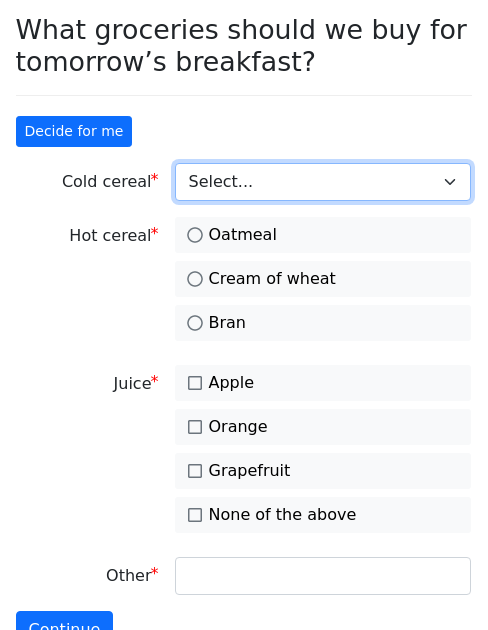 What groceries should we buy for
tomorrow’s breakfast?
Decide for me
Cold cereal*
Select...
Hot cereal*
Oatmeal
Cream of wheat
Bran
Juice*
Apple
Orange
Grapefruit
None of the above
Other*
Continue